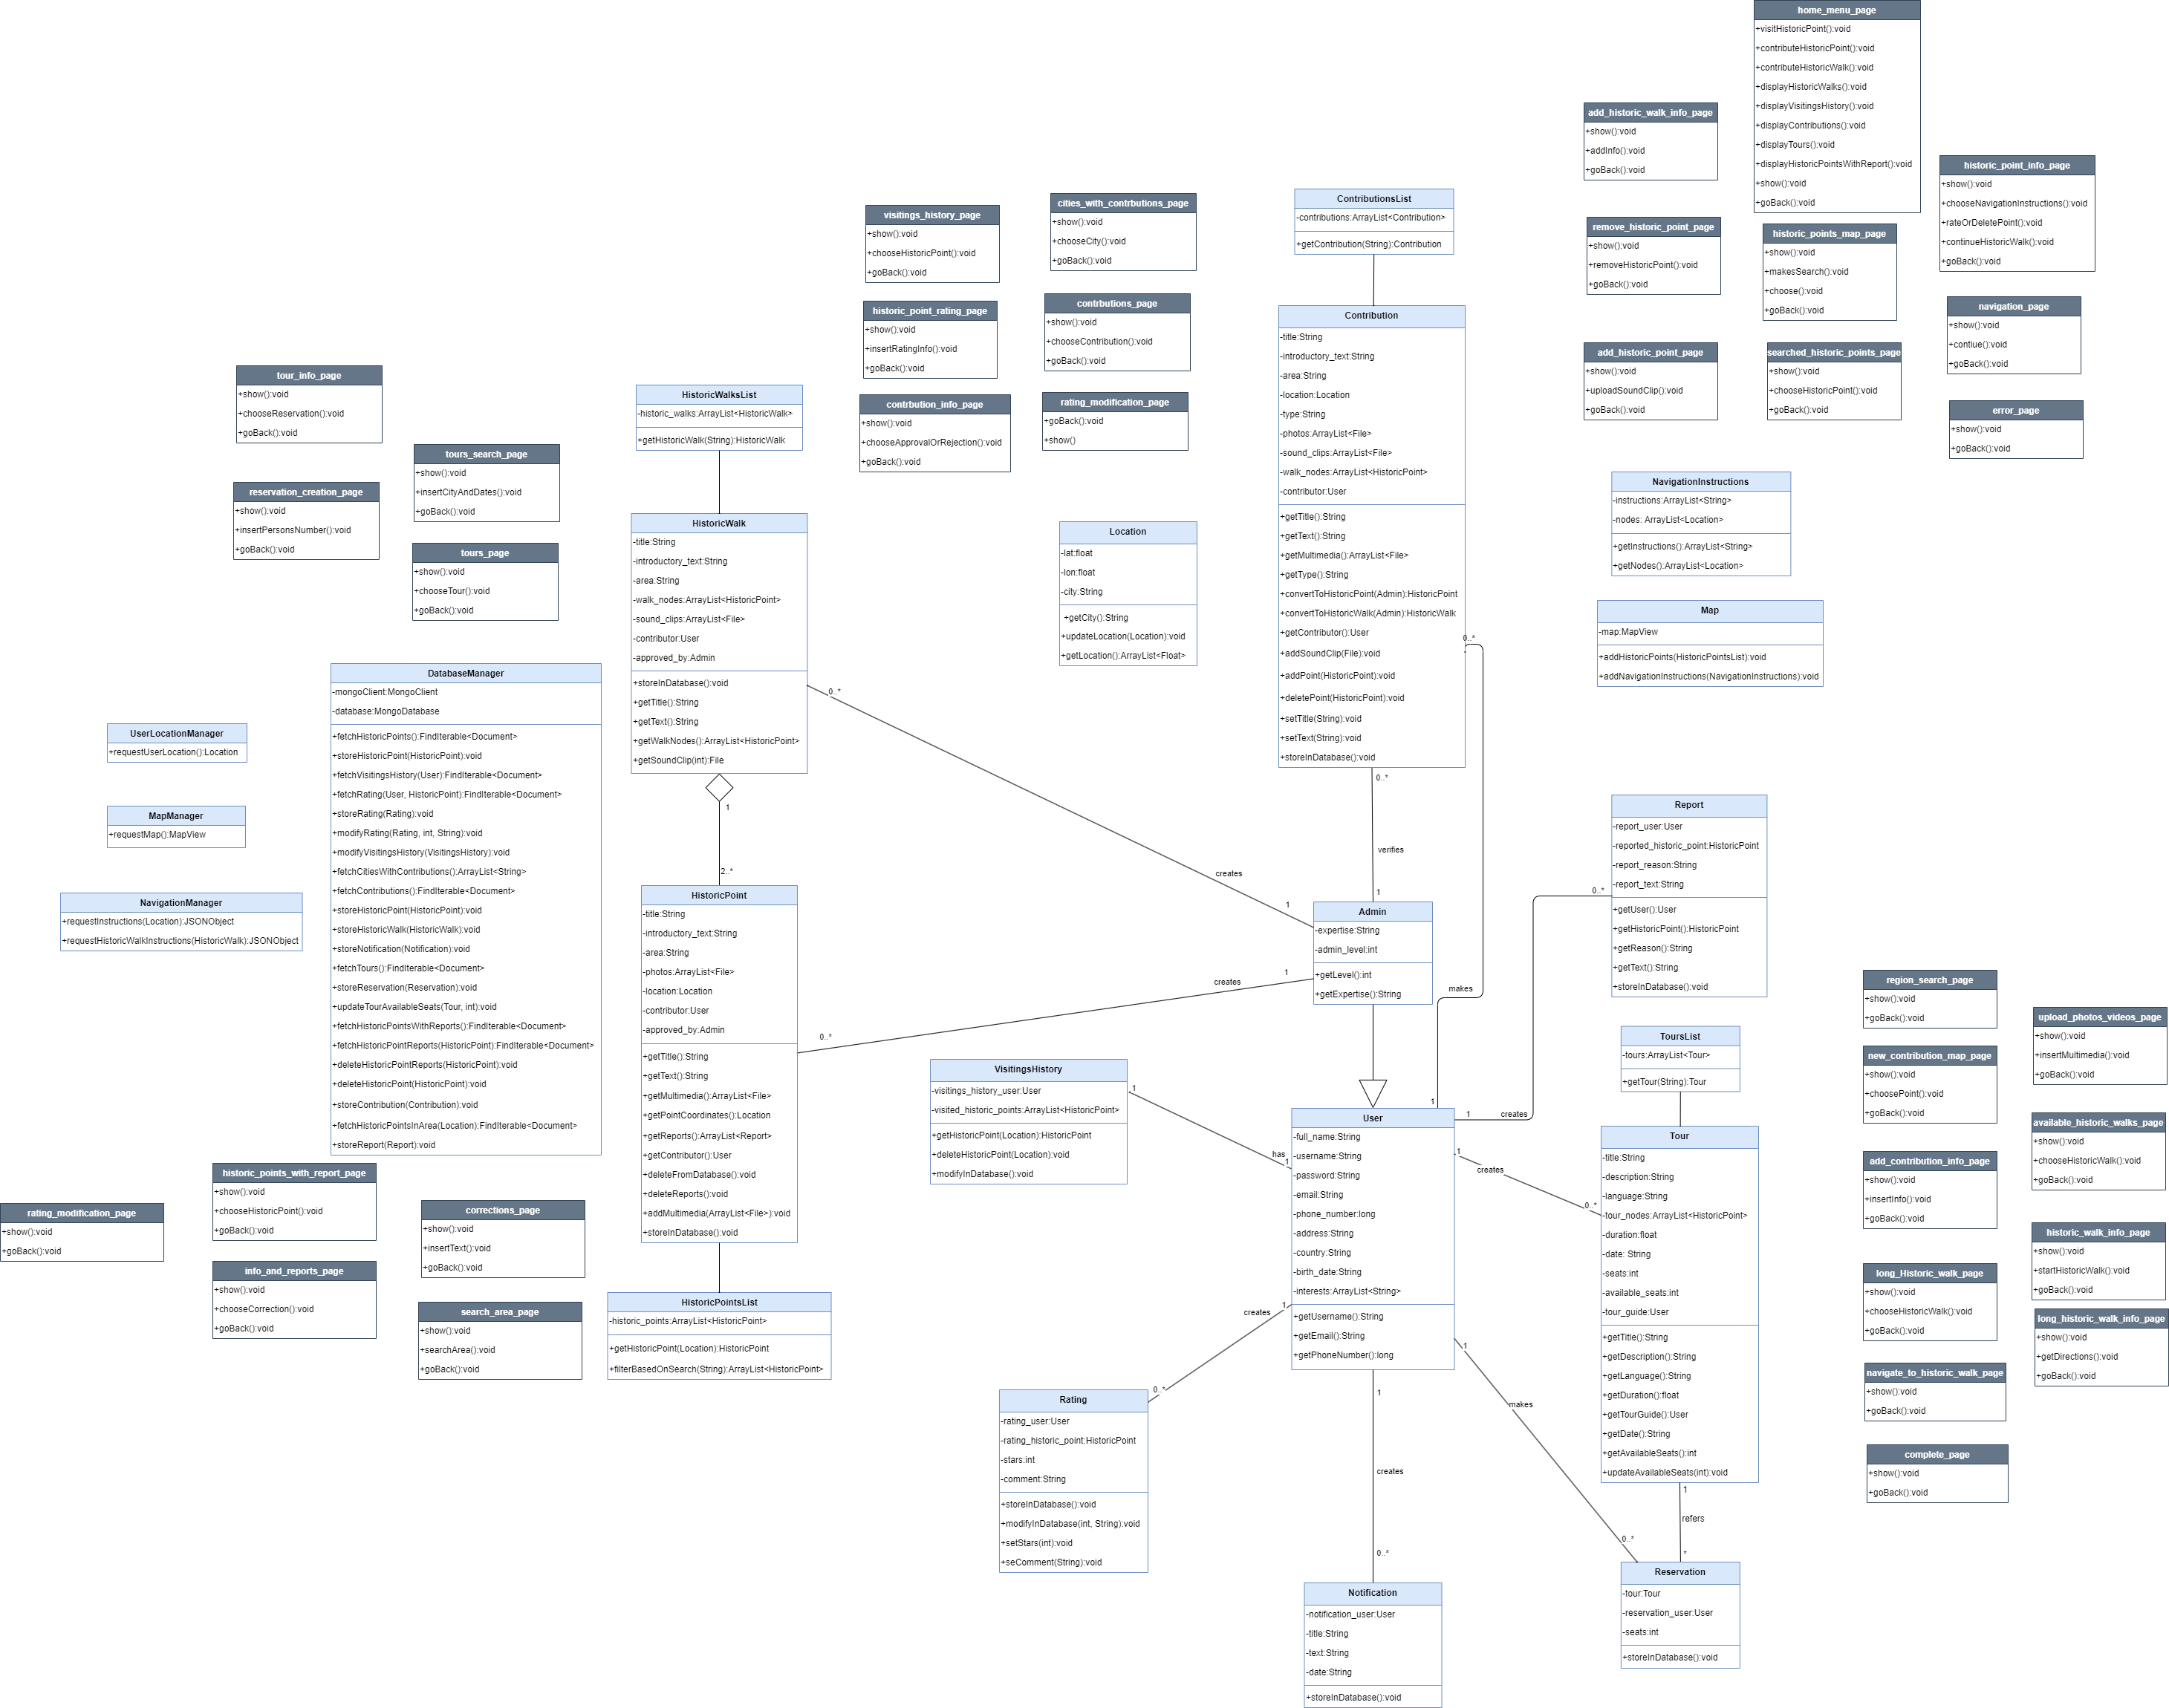 home_menu_page
+visitHistoricPoint():void
+contributeHistoricPoint():void
+contributeHistoricWalk():void
+displayHistoricWalks():void
+displayVisitingsHistory():void
+displayContributions():void
+displayTours():void
+displayHistoricPointsWithReport():void
+show():void
+goBack():void
add_historic_walk_info_page
+show():void
+addInfo():void
+goBack():void
historic_point_info_page
+show():void
+chooseNavigationInstructions():void
+rateOrDeletePoint():void
+continueHistoricWalk():void
+goBack():void
ContributionsList
-contributions:ArrayList<Contribution>
+getContribution(String):Contribution
cities_with_contrbutions_page
+show():void
+chooseCity():void
+goBack():void
visitings_history_page
+show():void
+chooseHistoricPoint():void
+goBack():void
remove_historic_point_page
+show():void
+removeHistoricPoint():void
+goBack():void
historic_points_map_page
+show():void
+makesSearch():void
+choose():void
+goBack():void
contrbutions_page
+show():void
+chooseContribution():void
+goBack():void
historic_point_rating_page
+show():void
+insertRatingInfo():void
+goBack():void
navigation_page
+show():void
+contiue():void
+goBack():void
Contribution
-title:String
-introductory_text:String
-area:String
-location:Location
-type:String
-photos:ArrayList<File>
-sound_clips:ArrayList<File>
-walk_nodes:ArrayList<HistoricPoint>
-contributor:User
+getTitle():String
+getText():String
+getMultimedia():ArrayList<File>
+getType():String
+convertToHistoricPoint(Admin):HistoricPoint
+convertToHistoricWalk(Admin):HistoricWalk
+getContributor():User
+addSoundClip(File):void
+addPoint(HistoricPoint):void
+deletePoint(HistoricPoint):void
+setTitle(String):void
+setText(String):void
+storeInDatabase():void
add_historic_point_page
+show():void
+uploadSoundClip():void
+goBack():void
searched_historic_points_page
+show():void
+chooseHistoricPoint():void
+goBack():void
tour_info_page
+show():void
+chooseReservation():void
+goBack():void
HistoricWalksList
-historic_walks:ArrayList<HistoricWalk>
+getHistoricWalk(String):HistoricWalk
contrbution_info_page
+show():void
+chooseApprovalOrRejection():void
+goBack():void
rating_modification_page
+goBack():void
+show()
error_page
+show():void
+goBack():void
tours_search_page
+show():void
+insertCityAndDates():void
+goBack():void
reservation_creation_page
+show():void
+insertPersonsNumber():void
+goBack():void
tours_page
+show():void
+chooseTour():void
+goBack():void
NavigationInstructions
-instructions:ArrayList<String>
-nodes: ArrayList<Location>
+getInstructions():ArrayList<String>
+getNodes():ArrayList<Location>
HistoricWalk
-title:String
-introductory_text:String
-area:String
-walk_nodes:ArrayList<HistoricPoint>
-sound_clips:ArrayList<File>
-contributor:User
-approved_by:Admin
+storeInDatabase():void
+getTitle():String
+getText():String
+getWalkNodes():ArrayList<HistoricPoint>
+getSoundClip(int):File
Location
-lat:float
-lon:float
-city:String
+getCity():String
+updateLocation(Location):void
+getLocation():ArrayList<Float>
Map
-map:MapView
+addHistoricPoints(HistoricPointsList):void
+addNavigationInstructions(NavigationInstructions):void
DatabaseManager
-mongoClient:MongoClient
-database:MongoDatabase
+fetchHistoricPoints():FindIterable<Document>
+storeHistoricPoint(HistoricPoint):void
+fetchVisitingsHistory(User):FindIterable<Document>
+fetchRating(User, HistoricPoint):FindIterable<Document>
+storeRating(Rating):void
+modifyRating(Rating, int, String):void
+modifyVisitingsHistory(VisitingsHistory):void
+fetchCitiesWithContributions():ArrayList<String>
+fetchContributions():FindIterable<Document>
+storeHistoricPoint(HistoricPoint):void
+storeHistoricWalk(HistoricWalk):void
+storeNotification(Notification):void
+fetchTours():FindIterable<Document>
+storeReservation(Reservation):void
+updateTourAvailableSeats(Tour, int):void
+fetchHistoricPointsWithReports():FindIterable<Document>
+fetchHistoricPointReports(HistoricPoint):FindIterable<Document>
+deleteHistoricPointReports(HistoricPoint):void
+deleteHistoricPoint(HistoricPoint):void
+storeContribution(Contribution):void
+fetchHistoricPointsInArea(Location):FindIterable<Document>
+storeReport(Report):void
UserLocationManager
+requestUserLocation():Location
MapManager
+requestMap():MapView
NavigationManager
+requestInstructions(Location):JSONObject
+requestHistoricWalkInstructions(HistoricWalk):JSONObject
0..*
0..*
0..*
1
verifies
creates
1
1
2..*
HistoricPoint
-title:String
-introductory_text:String
-area:String
-photos:ArrayList<File>
-location:Location
-contributor:User
-approved_by:Admin
+getTitle():String
+getText():String
+getMultimedia():ArrayList<File>
+getPointCoordinates():Location
+getReports():ArrayList<Report>
+getContributor():User
+deleteFromDatabase():void
+deleteReports():void
+addMultimedia(ArrayList<File>):void
+storeInDatabase():void
Admin
-expertise:String
-admin_level:int
+getLevel():int
+getExpertise():String
1
creates
0..*
makes
1
Report
-report_user:User
-reported_historic_point:HistoricPoint
-report_reason:String
-report_text:String
+getUser():User
+getHistoricPoint():HistoricPoint
+getReason():String
+getText():String
+storeInDatabase():void
0..*
1
creates
region_search_page
+show():void
+goBack():void
upload_photos_videos_page
+show():void
+insertMultimedia():void
+goBack():void
new_contribution_map_page
+show():void
+choosePoint():void
+goBack():void
ToursList
-tours:ArrayList<Tour>
+getTour(String):Tour
VisitingsHistory
-visitings_history_user:User
-visited_historic_points:ArrayList<HistoricPoint>
+getHistoricPoint(Location):HistoricPoint
+deleteHistoricPoint(Location):void
+modifyInDatabase():void
1
has
1
User
-full_name:String
-username:String
-password:String
-email:String
-phone_number:long
-address:String
-country:String
-birth_date:String
-interests:ArrayList<String>
+getUsername():String
+getEmail():String
+getPhoneNumber():long
1
creates
0..*
Tour
-title:String
-description:String
-language:String
-tour_nodes:ArrayList<HistoricPoint>
-duration:float
-date: String
-seats:int
-available_seats:int
-tour_guide:User
+getTitle():String
+getDescription():String
+getLanguage():String
+getDuration():float
+getTourGuide():User
+getDate():String
+getAvailableSeats():int
+updateAvailableSeats(int):void
available_historic_walks_page
+show():void
+chooseHistoricWalk():void
+goBack():void
add_contribution_info_page
+show():void
+insertInfo():void
+goBack():void
historic_walk_info_page
+show():void
+startHistoricWalk():void
+goBack():void
long_Historic_walk_page
+show():void
+chooseHistoricWalk():void
+goBack():void
long_historic_walk_info_page
+show():void
+getDirections():void
+goBack():void
navigate_to_historic_walk_page
+show():void
+goBack():void
complete_page
+show():void
+goBack():void
historic_points_with_report_page
+show():void
+chooseHistoricPoint():void
+goBack():void
rating_modification_page
+show():void
+goBack():void
corrections_page
+show():void
+insertText():void
+goBack():void
info_and_reports_page
+show():void
+chooseCorrection():void
+goBack():void
search_area_page
+show():void
+searchArea():void
+goBack():void
HistoricPointsList
-historic_points:ArrayList<HistoricPoint>
+getHistoricPoint(Location):HistoricPoint
+filterBasedOnSearch(String):ArrayList<HistoricPoint>
1
creates
0..*
Rating
-rating_user:User
-rating_historic_point:HistoricPoint
-stars:int
-comment:String
+storeInDatabase():void
+modifyInDatabase(int, String):void
+setStars(int):void
+seComment(String):void
1
creates
0..*
1
makes
0..*
1
refers
*
Notification
-notification_user:User
-title:String
-text:String
-date:String
+storeInDatabase():void
Reservation
-tour:Tour
-reservation_user:User
-seats:int
+storeInDatabase():void